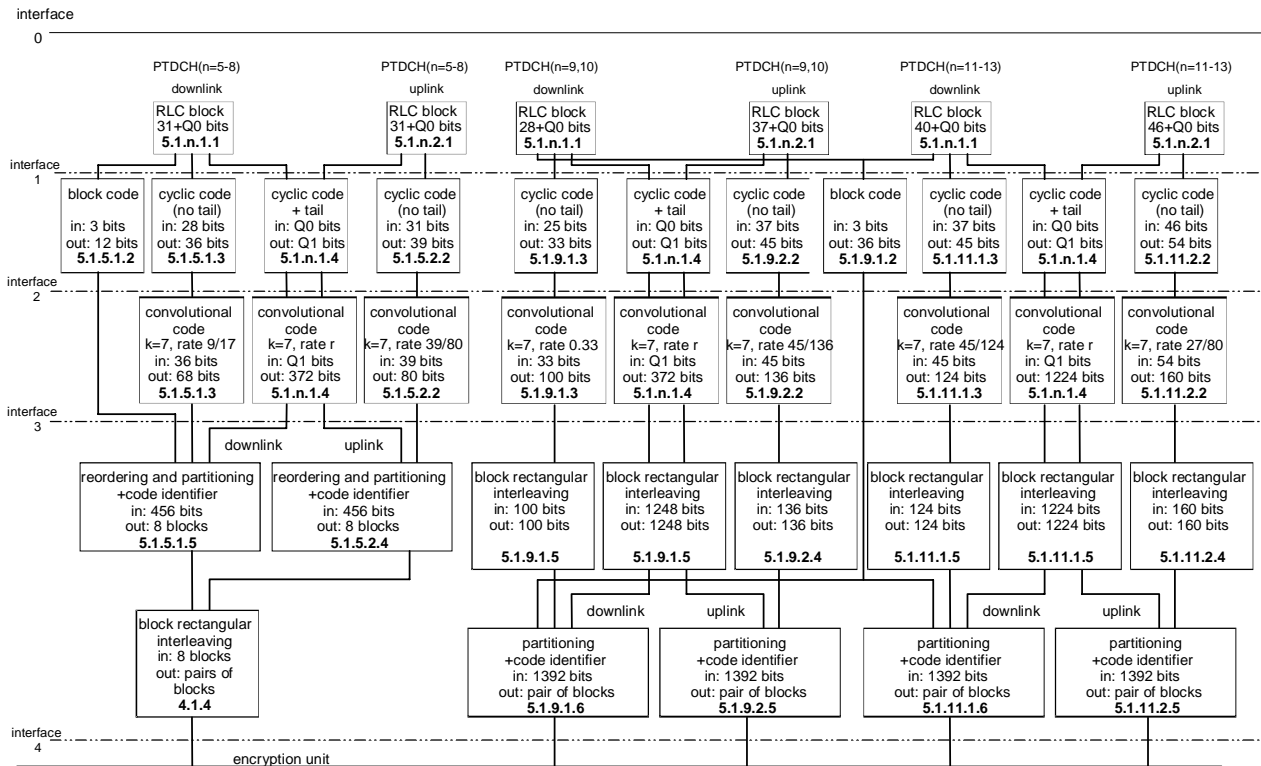 interface
0
PTDCH(n=5-8)
downlink
PTDCH(n=5-8)
uplink
PTDCH(n=9,10)
downlink
PTDCH(n=9,10)
uplink
PTDCH(n=11-13)
downlink
PTDCH(n=11-13)
uplink
RLC block
31+Q0 bits
5.1.n.1.1
RLC block
31+Q0 bits
5.1.n.2.1
RLC block
28+Q0 bits
5.1.n.1.1
RLC block
37+Q0 bits
5.1.n.2.1
RLC block
40+Q0 bits
5.1.n.1.1
RLC block
46+Q0 bits
5.1.n.2.1
interface
1
block code
in: 3 bits
out: 12 bits
5.1.5.1.2
cyclic code
(no tail)
in: 28 bits
out: 36 bits
5.1.5.1.3
cyclic code
+ tail
in: Q0 bits
out: Q1 bits
5.1.n.1.4
cyclic code
(no tail)
in: 31 bits
out: 39 bits
5.1.5.2.2
cyclic code
(no tail)
in: 25 bits
out: 33 bits
5.1.9.1.3
cyclic code
+ tail
in: Q0 bits
out: Q1 bits
5.1.n.1.4
cyclic code
(no tail)
in: 37 bits
out: 45 bits
5.1.9.2.2
block code
in: 3 bits
out: 36 bits
5.1.9.1.2
cyclic code
(no tail)
in: 37 bits
out: 45 bits
5.1.11.1.3
cyclic code
+ tail
in: Q0 bits
out: Q1 bits
5.1.n.1.4
cyclic code
(no tail)
in: 46 bits
out: 54 bits
5.1.11.2.2
interface
2
convolutional
code
k=7, rate 9/17
in: 36 bits
out: 68 bits
5.1.5.1.3
convolutional
code
k=7, rate r
in: Q1 bits
out: 372 bits
5.1.n.1.4
convolutional
code
k=7, rate 39/80
in: 39 bits
out: 80 bits
5.1.5.2.2
convolutional
code
k=7, rate 0.33
in: 33 bits
out: 100 bits
5.1.9.1.3
convolutional
code
k=7, rate r
in: Q1 bits
out: 372 bits
5.1.n.1.4
convolutional
code
k=7, rate 45/136
in: 45 bits
out: 136 bits
5.1.9.2.2
convolutional
code
k=7, rate 45/124
in: 45 bits
out: 124 bits
5.1.11.1.3
convolutional
code
k=7, rate r
in: Q1 bits
out: 1224 bits
5.1.n.1.4
convolutional
code
k=7, rate 27/80
in: 54 bits
out: 160 bits
5.1.11.2.2
interface
3
downlink
uplink
reordering and partitioning
+code identifier
in: 456 bits
out: 8 blocks
5.1.5.1.5
reordering and partitioning
+code identifier
in: 456 bits
out: 8 blocks
5.1.5.2.4
block rectangular
interleaving
in: 100 bits
out: 100 bits
5.1.9.1.5
block rectangular
interleaving
in: 1248 bits
out: 1248 bits
5.1.9.1.5
block rectangular
interleaving
in: 136 bits
out: 136 bits
5.1.9.2.4
block rectangular
interleaving
in: 124 bits
out: 124 bits
5.1.11.1.5
block rectangular
interleaving
in: 1224 bits
out: 1224 bits
5.1.11.1.5
block rectangular
interleaving
in: 160 bits
out: 160 bits
5.1.11.2.4
downlink
uplink
downlink
uplink
block rectangular
interleaving
in: 8 blocks
out: pairs of
blocks
4.1.4
partitioning
+code identifier
in: 1392 bits
out: pair of blocks
5.1.9.1.6
partitioning
+code identifier
in: 1392 bits
out: pair of blocks
5.1.9.2.5
partitioning
+code identifier
in: 1392 bits
out: pair of blocks
5.1.11.1.6
partitioning
+code identifier
in: 1392 bits
out: pair of blocks
5.1.11.2.5
interface
4
encryption unit